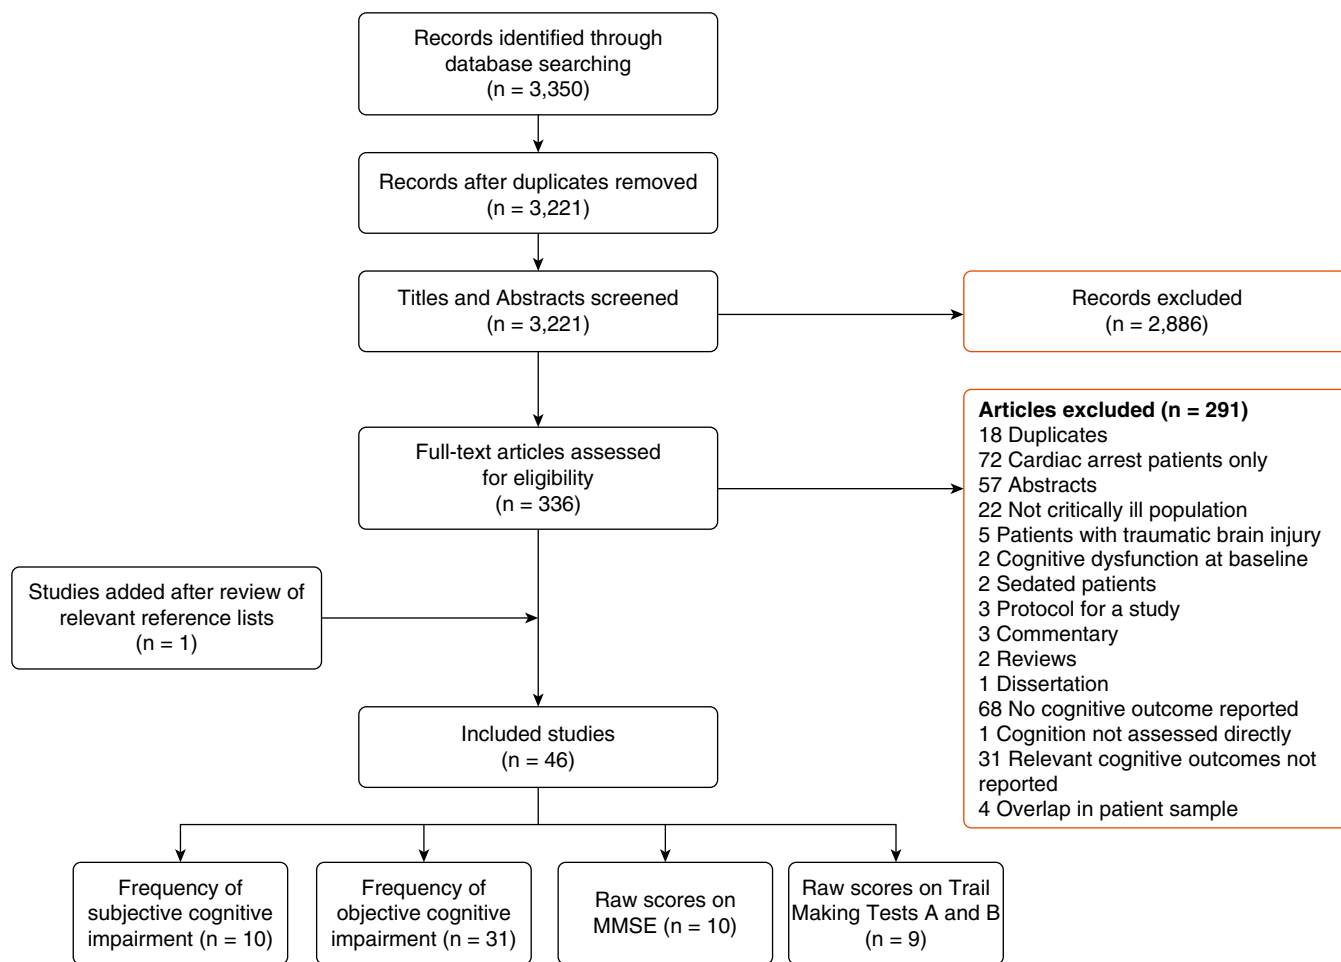 Records identified through
database searching
(n = 3,350)
Records after duplicates removed
(n = 3,221)
Titles and Abstracts screened
(n = 3,221)
Records excluded
(n = 2,886)
Full-text articles assessed
for eligibility
(n = 336)
Articles excluded (n = 291)
18 Duplicates
72 Cardiac arrest patients only
57 Abstracts
22 Not critically ill population
5 Patients with traumatic brain injury
2 Cognitive dysfunction at baseline
2 Sedated patients
3 Protocol for a study
3 Commentary
2 Reviews
1 Dissertation
68 No cognitive outcome reported
1 Cognition not assessed directly
31 Relevant cognitive outcomes not
reported
4 Overlap in patient sample
Studies added after review of
relevant reference lists
(n = 1)
Included studies
(n = 46)
Frequency of
subjective cognitive
impairment (n = 10)
Frequency of
objective cognitive
impairment (n = 31)
Raw scores on
MMSE (n = 10)
Raw scores on Trail
Making Tests A and B
(n = 9)